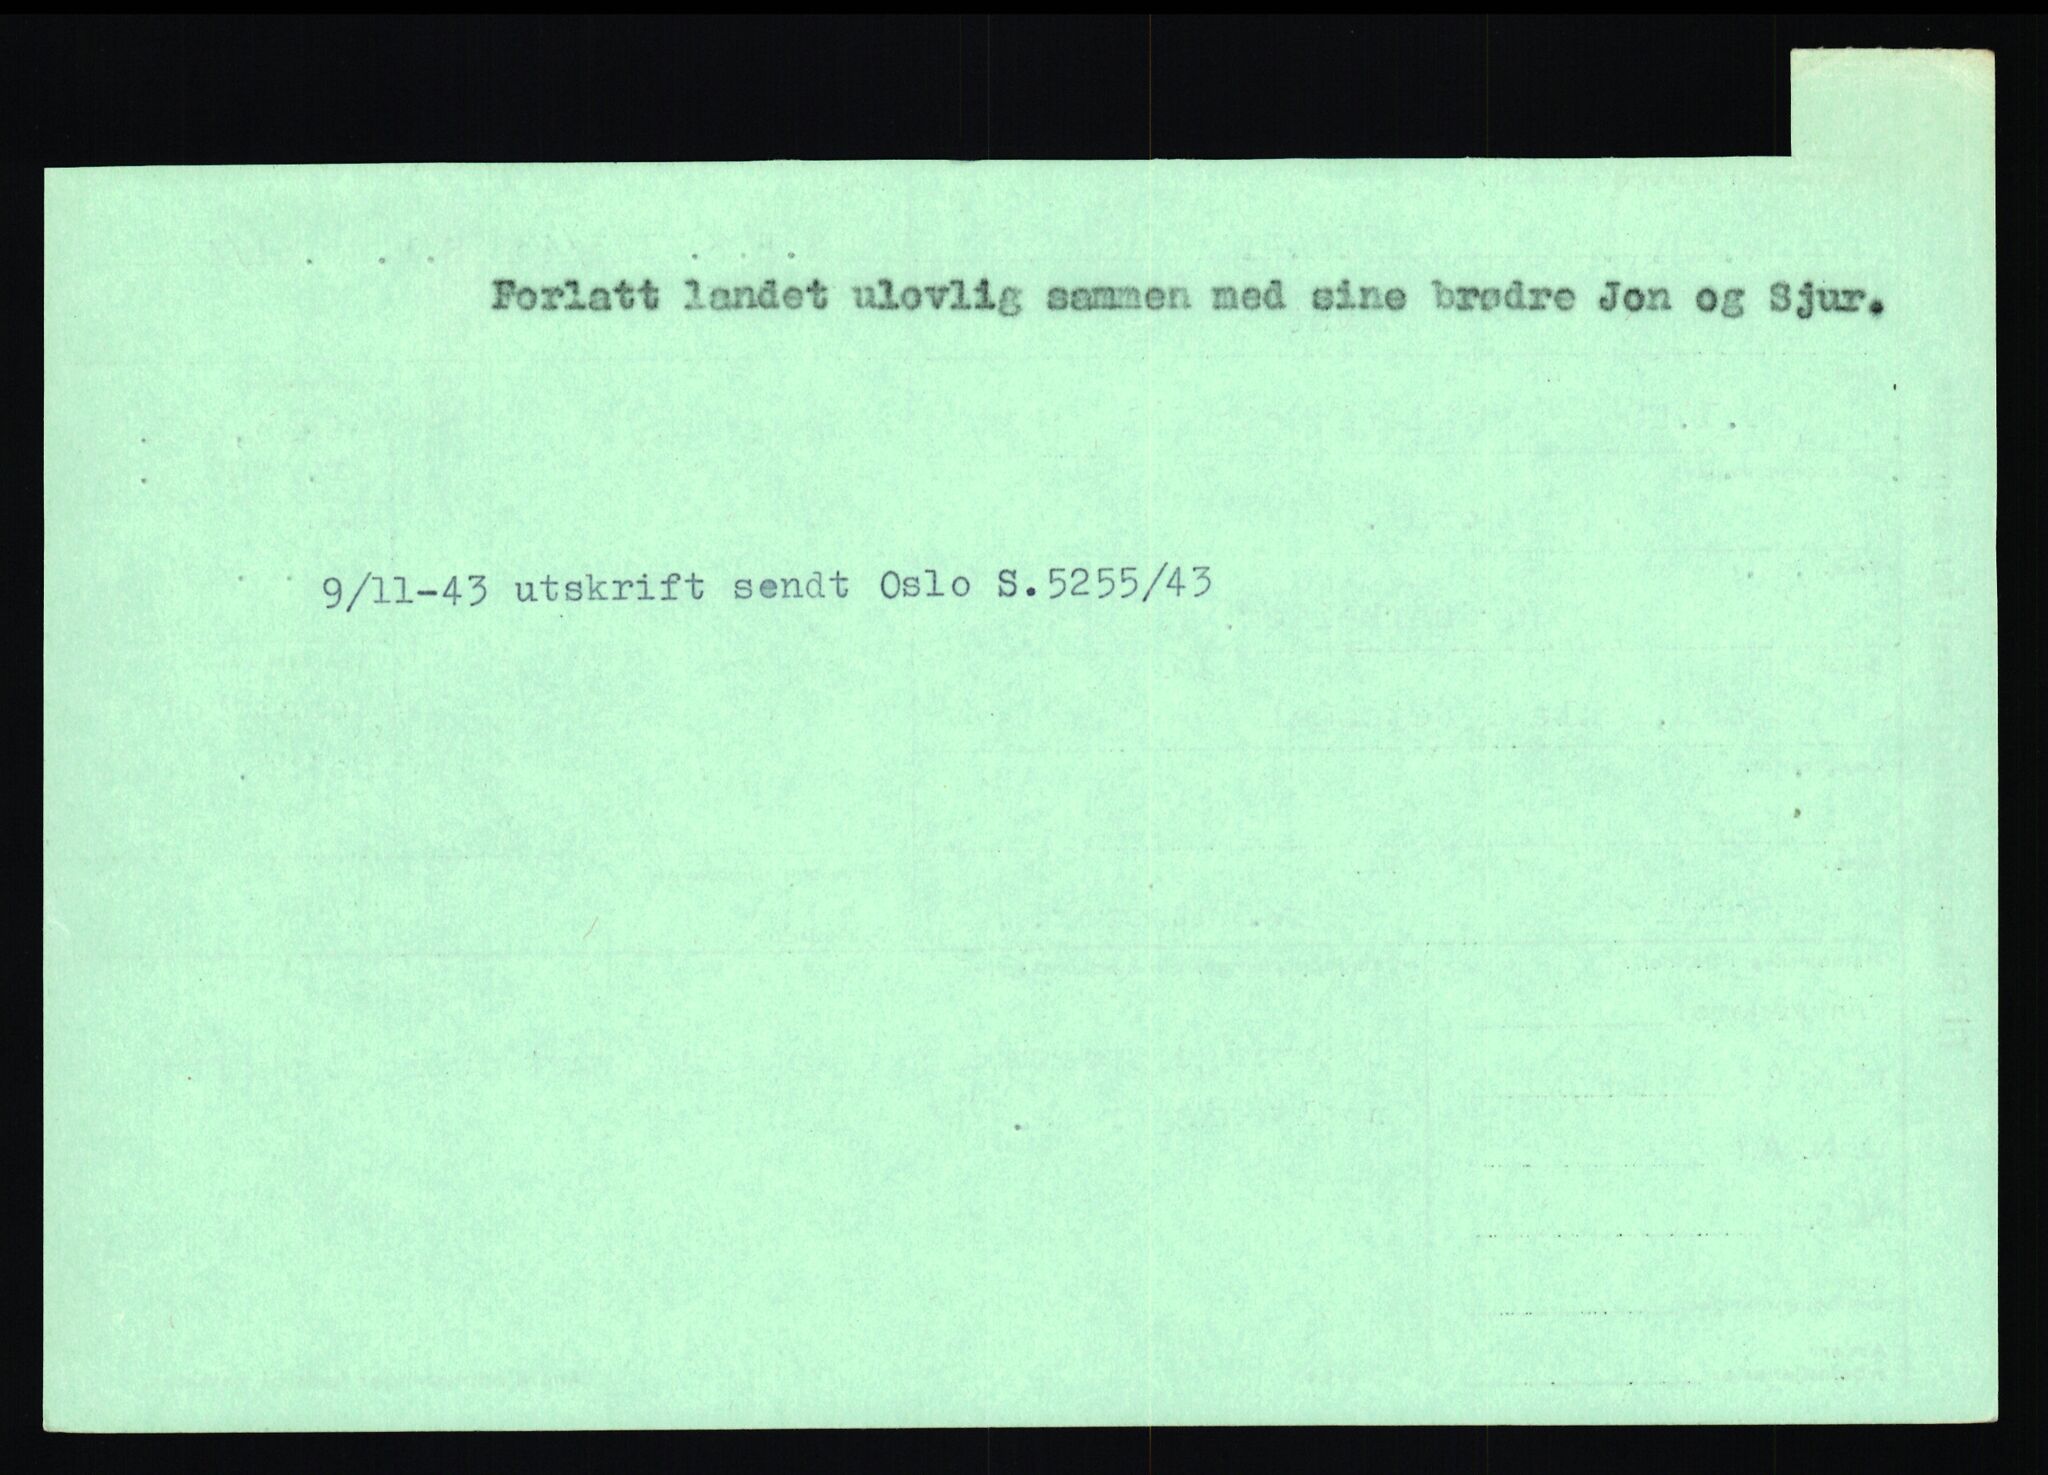 Forlatt landet ulovlig sammen med sine brødre Jon og Sjur.
9/11-43 utskrift sendt Oslo S.5255/43